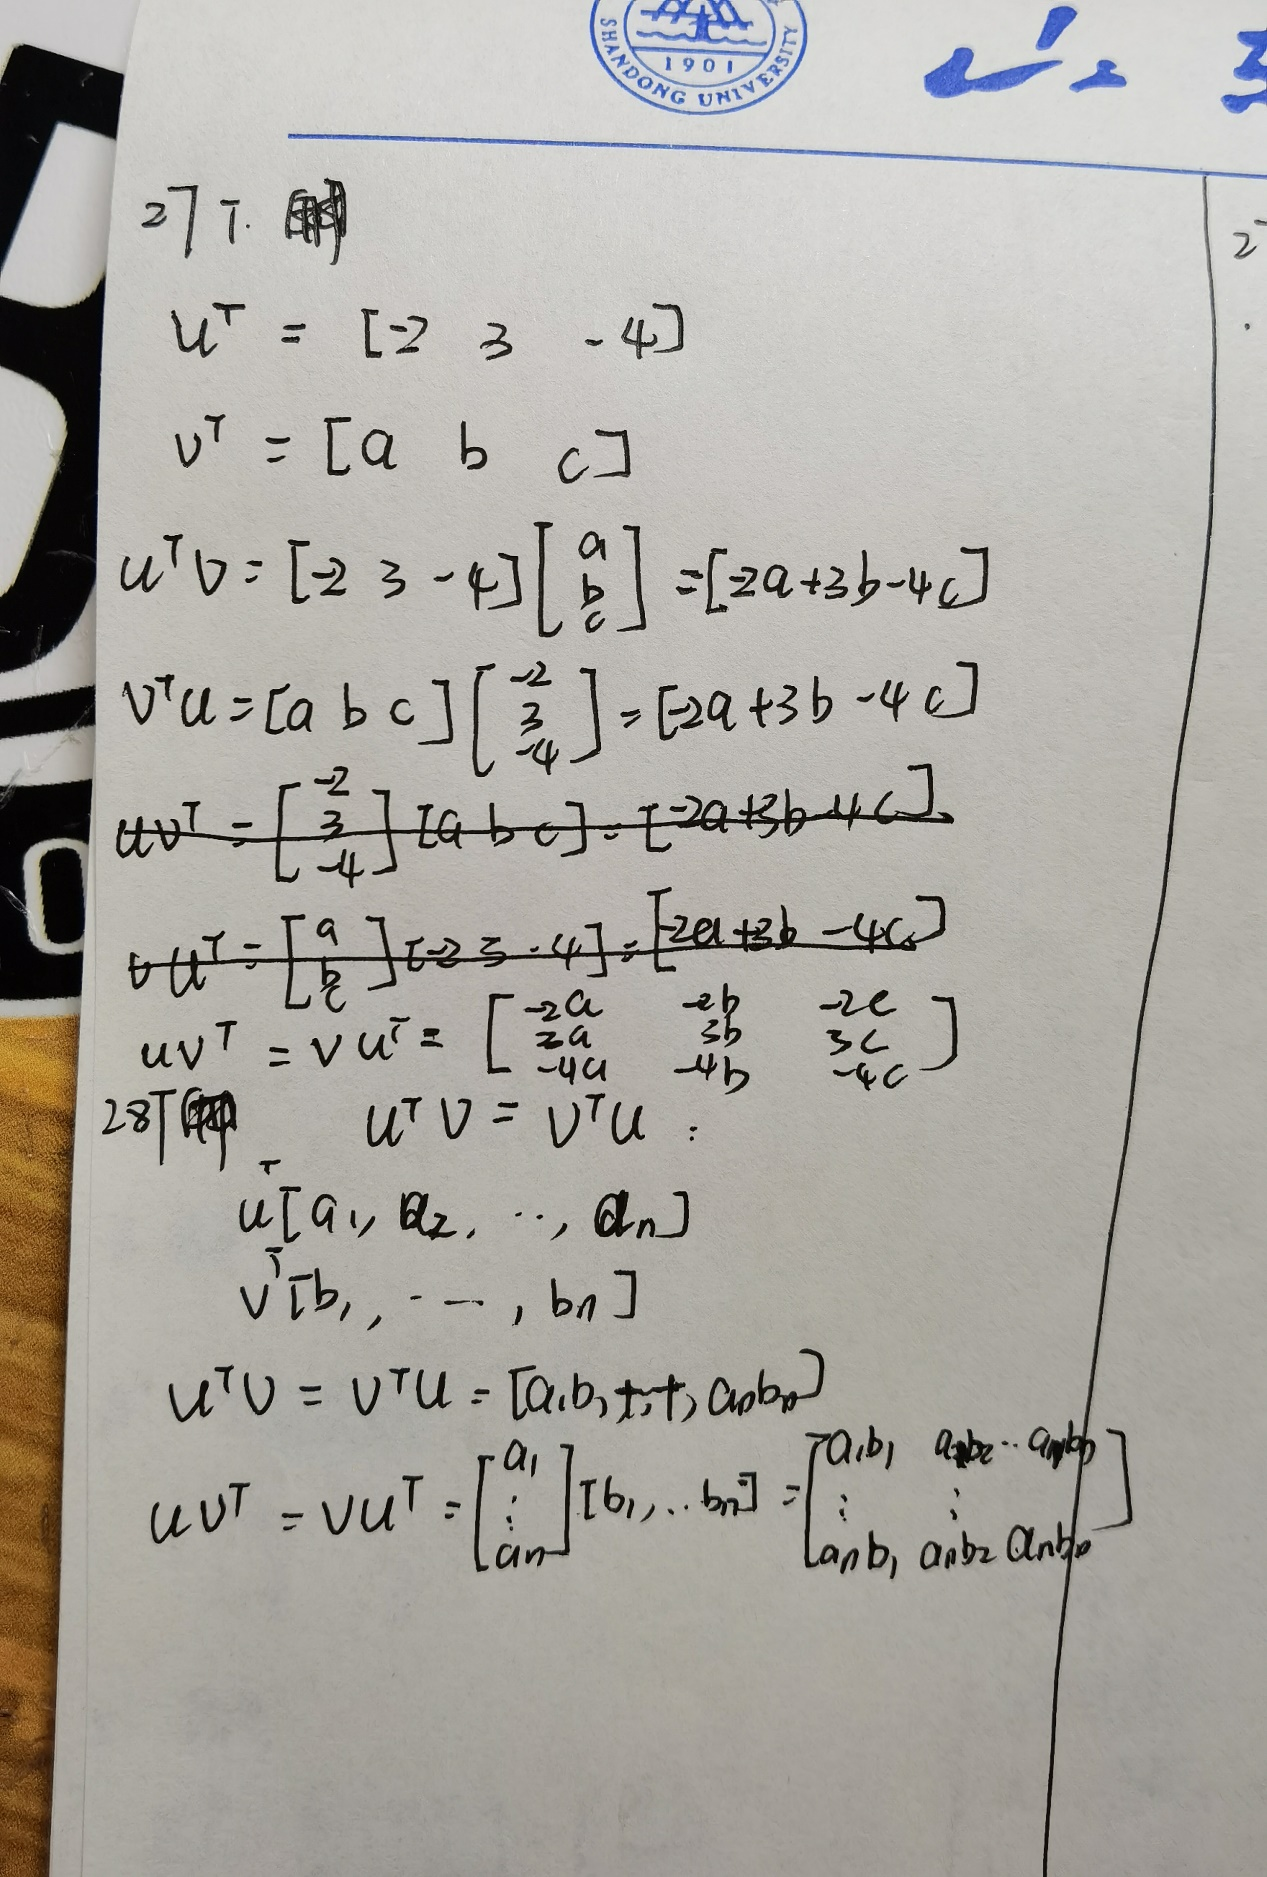 SHANDONG UNIVERSITY
1901
27T.
u^T = [-2 3 -4]
v^T = [a b c]
u^T v = [-2 3 -4] [a b c] = [-2a+3b-4c]
v^T u = [a b c] [-2 3 -4] = [-2a+3b-4c]
uv^T = [-2 3 -4] [a b c] = [-2a+3b-4c]
vu^T = [a b c] [-2 3 -4] = [-2a+3b-4c]
uv^T = vu^T = [-2a -2b -2c
3a 3b 3c
-4a -4b -4c]
28T u^T v = v^T u :
u^T [a₁, a₂, ..., aₙ]
v^T [b₁, ..., bₙ]
u^T v = v^T u = [a₁b₁ +..+, aₙbₙ]
uv^T = vu^T = [a₁ ⋮ aₙ] [b₁, .. bₙ] = [a₁b₁ a₁b₂ .. a₁bₙ
⋮ ⋮
aₙb₁ aₙb₂ aₙbₙ]